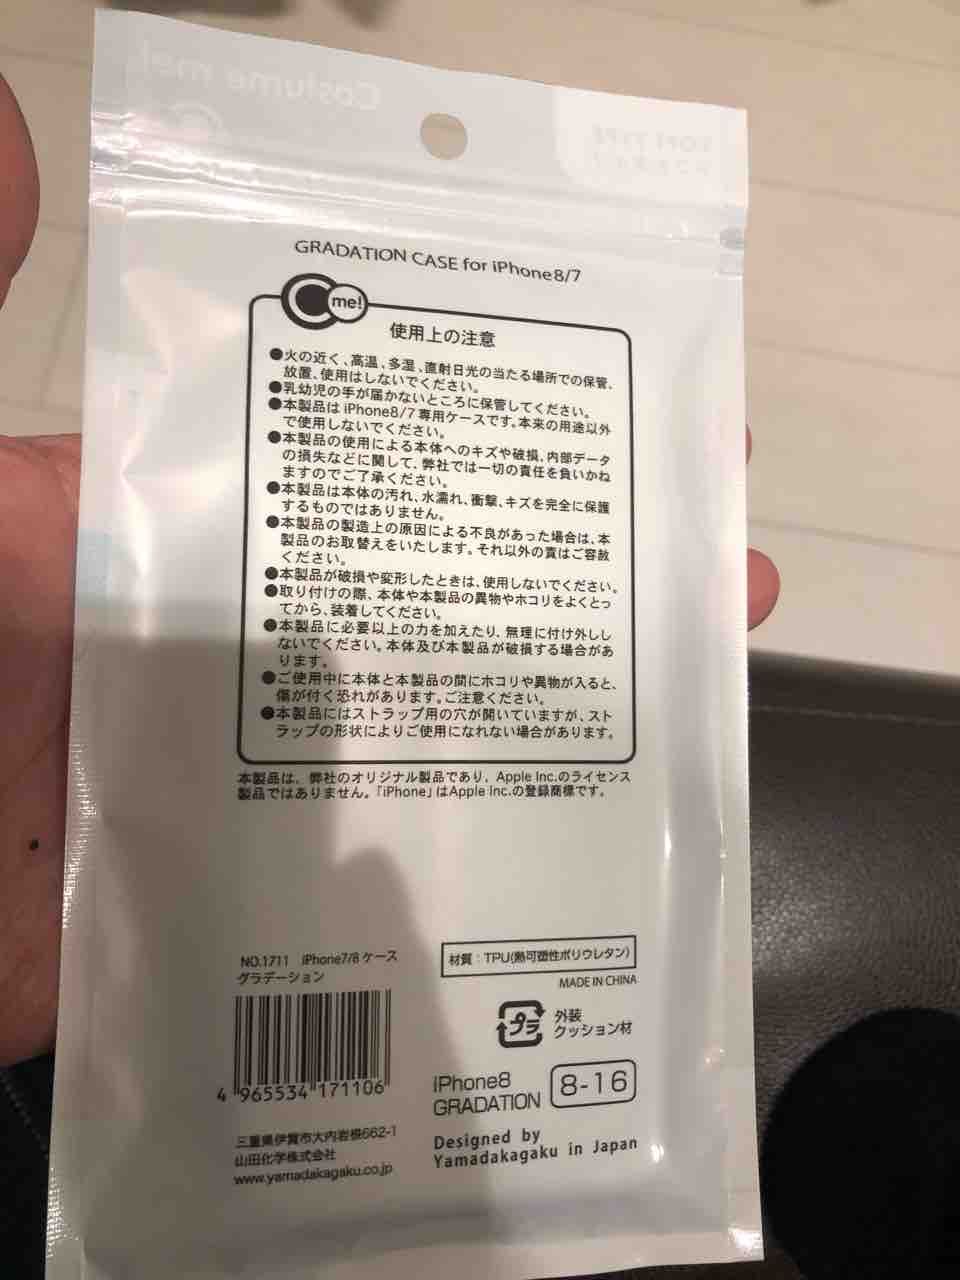 Costume me!
SOFT TYPE
ソフトタイプ
GRADATION CASE for iPhone8/7
me!
使用上の注意
●火の近く、高温、多湿、直射日光の当たる場所での保管、
放置、使用はしないでください。
●乳幼児の手が届かないところに保管してください。
●本製品はiPhone8/7専用ケースです。本来の用途以外
で使用しないでください。
●本製品の使用による本体へのキズや破損、内部データ
の損失などに関して、弊社では一切の責任を負いかね
ますのでご了承ください。
●本製品は本体の汚れ、水濡れ、衝撃、キズを完全に保護
するものではありません。
●本製品の製造上の原因による不良があった場合は、本
製品のお取替えをいたします。それ以外の責はご容赦
ください。
●本製品が破損や変形したときは、使用しないでください。
●取り付けの際、本体や本製品の異物やホコリをよくとっ
てから、装着してください。
●本製品に必要以上の力を加えたり、無理に付け外しし
ないでください。本体及び本製品が破損する場合があ
ります。
●ご使用中に本体と本製品の間にホコリや異物が入ると、
傷が付く恐れがあります。ご注意ください。
●本製品にはストラップ用の穴が開いていますが、スト
ラップの形状によりご使用になれない場合があります。
本製品は、弊社のオリジナル製品であり、Apple Inc.のライセンス
製品ではありません。「iPhone」はApple Inc.の登録商標です。
NO.1711 iPhone7/8 ケース
グラデーション
材質：TPU(熱可塑性ポリウレタン)
MADE IN CHINA
プラ
外装
クッション材
4 965534 171106
iPhone8
GRADATION
8-16
三重県伊賀市大内岩根662-1
山田化学株式会社
www.yamadakagaku.co.jp
Designed by
Yamadakagaku in Japan